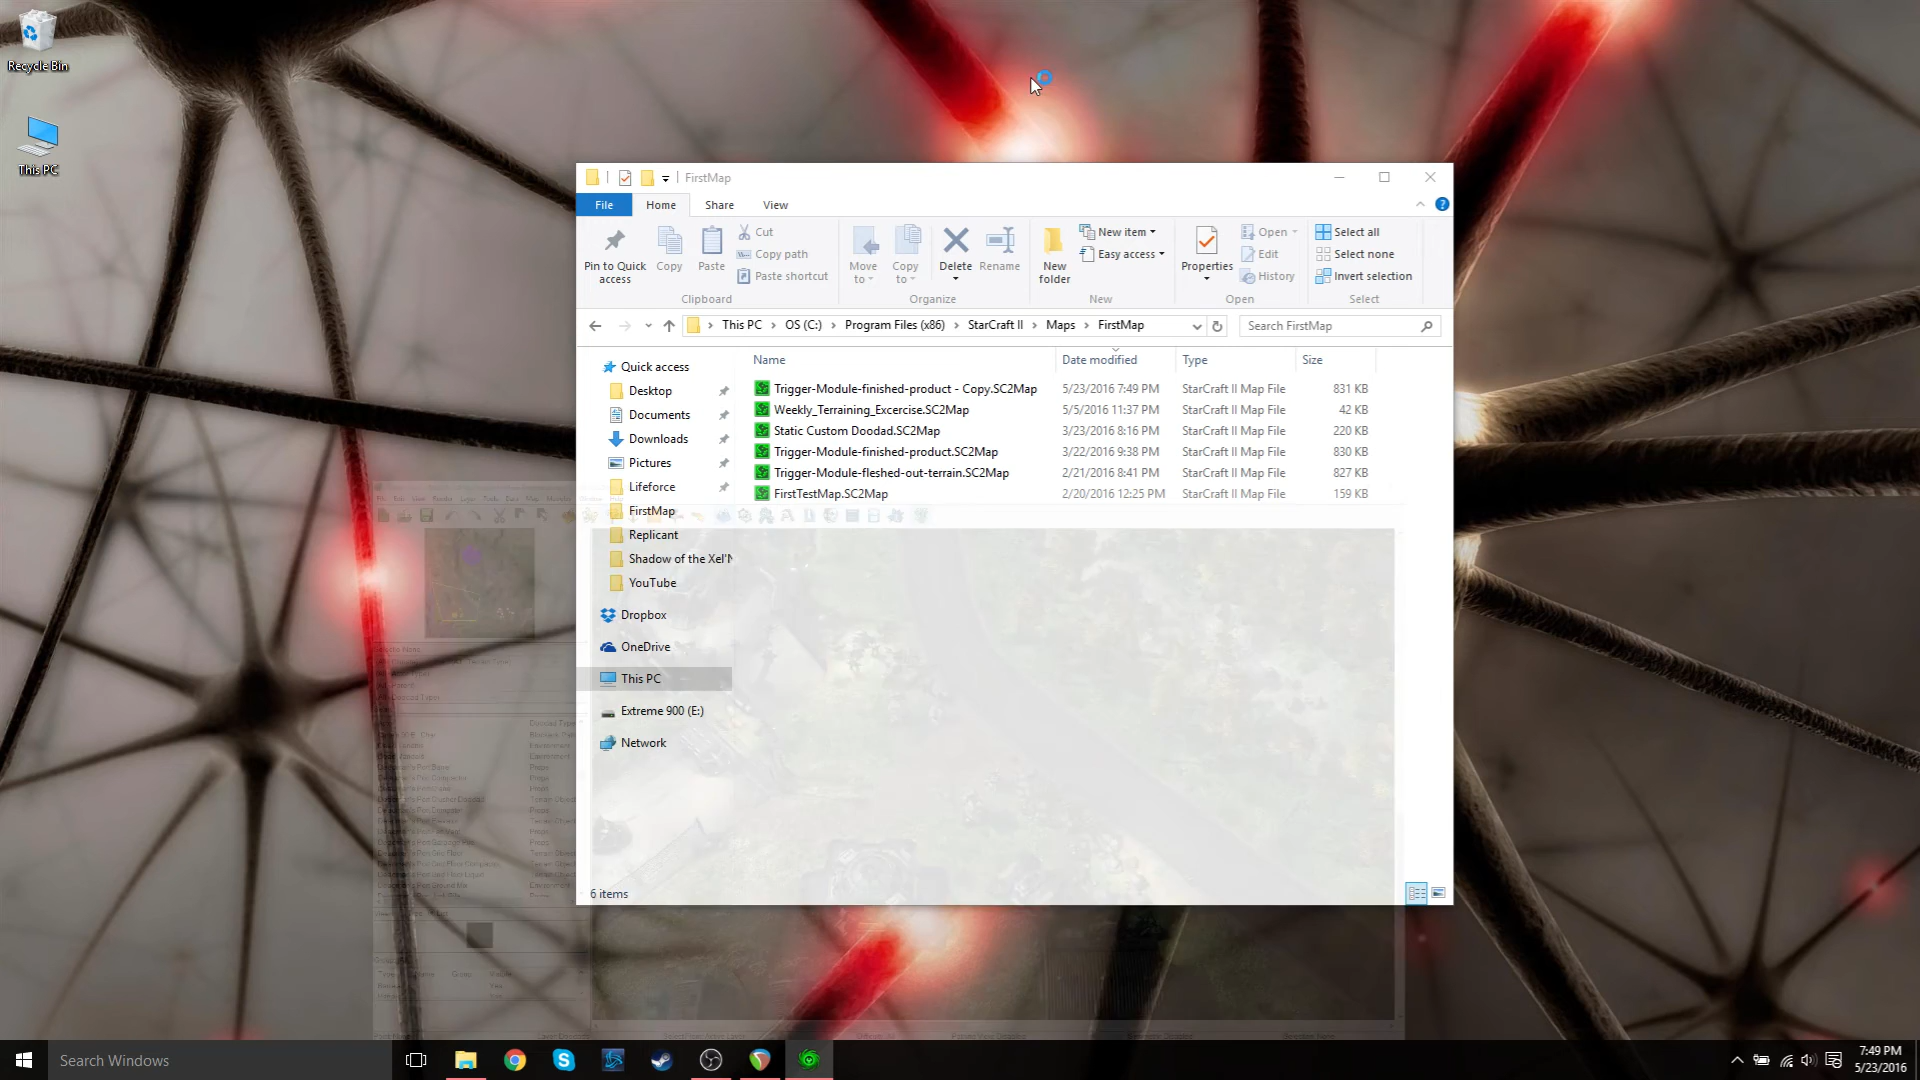 Recycle Bin
This PC
FirstMap
File Home Share View
Pin to Quick access
Copy
Paste
Cut
Copy path
Paste shortcut
Clipboard
Move to
Copy to
Delete
Rename
Organize
New folder
New item
Easy access
New
Properties
Open
Edit
History
Open
Select all
Select none
Invert selection
Select
This PC > OS (C:) > Program Files (x86) > StarCraft II > Maps > FirstMap
Search FirstMap
Name Date modified Type Size
Trigger-Module-finished-product - Copy.SC2Map 5/23/2016 7:49 PM StarCraft II Map File 831 KB
Weekly_Terraining_Excercise.SC2Map 5/5/2016 11:37 PM StarCraft II Map File 42 KB
Static Custom Doodad.SC2Map 3/23/2016 8:16 PM StarCraft II Map File 220 KB
Trigger-Module-finished-product.SC2Map 3/22/2016 9:38 PM StarCraft II Map File 830 KB
Trigger-Module-fleshed-out-terrain.SC2Map 2/21/2016 8:41 PM StarCraft II Map File 827 KB
FirstTestMap.SC2Map 2/20/2016 12:25 PM StarCraft II Map File 159 KB
Quick access
Desktop
Documents
Downloads
Pictures
Lifeforce
FirstMap
Replicant
Shadow of the Xel'N
YouTube
Dropbox
OneDrive
This PC
Extreme 900 (E:)
Network
6 items
Search Windows
7:49 PM
5/23/2016